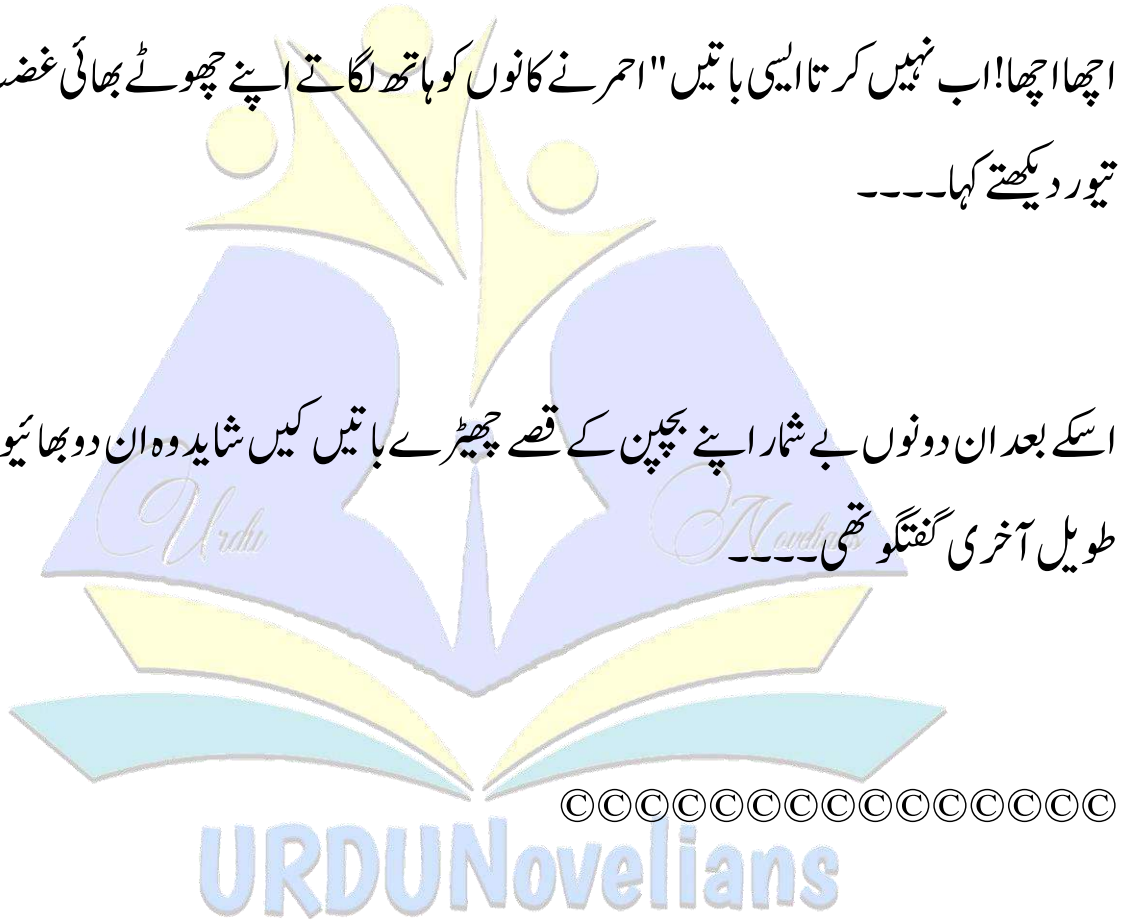 اچھا اچھا! اب نہیں کرتا ایسی باتیں" احمر نے کانوں کو ہاتھ لگاتے اپنے چھوٹے بھائی
تیور دیکھتے کہا۔۔۔۔
اسکے بعد ان دونوں بے شمار اپنے بچپن کے قصے چھیڑے باتیں کیں شاید وہ ان دو
طویل آخری گفتگو تھی۔۔۔۔
Urdu Novelians
©©©©©©©©©©©©©©©
URDUNovelians